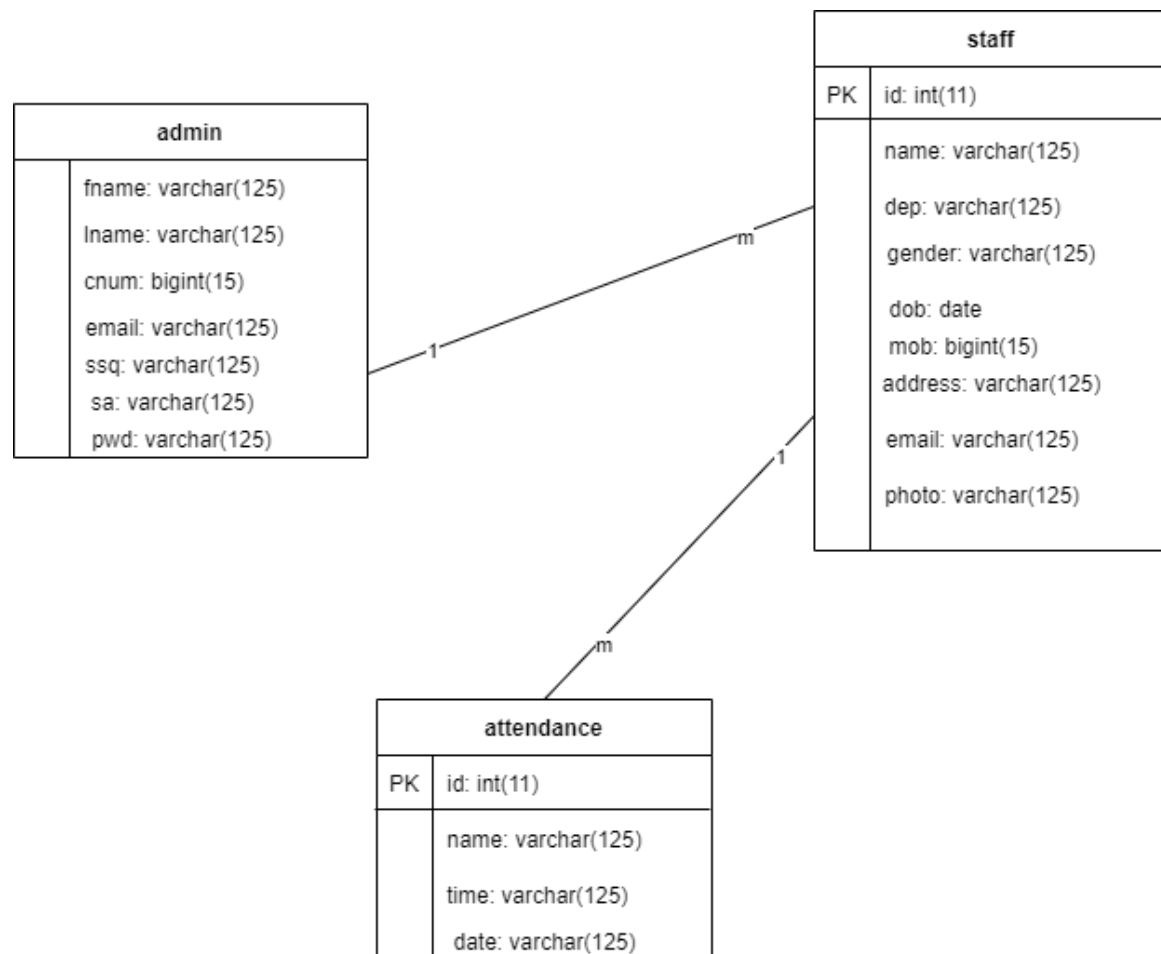 admin
fname: varchar(125)
lname: varchar(125)
cnum: bigint(15)
email: varchar(125)
ssq: varchar(125)
sa: varchar(125)
pwd: varchar(125)
1
m
staff
PK id: int(11)
name: varchar(125)
dep: varchar(125)
gender: varchar(125)
dob: date
mob: bigint(15)
address: varchar(125)
email: varchar(125)
photo: varchar(125)
1
m
attendance
PK id: int(11)
name: varchar(125)
time: varchar(125)
date: varchar(125)